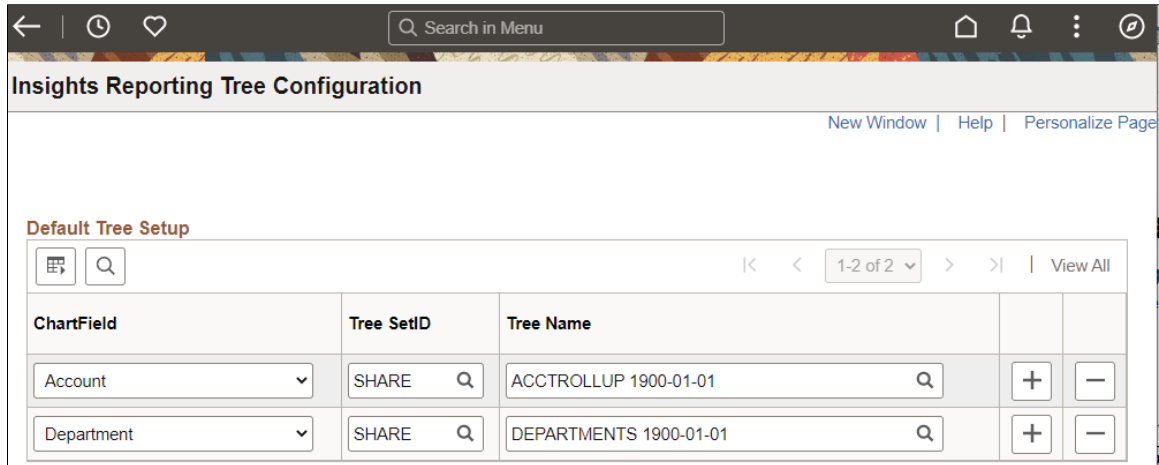 Search in Menu
Insights Reporting Tree Configuration
New Window | Help | Personalize Page
Default Tree Setup
1-2 of 2 | View All
ChartField Tree SetID Tree Name
Account SHARE ACCTROLLUP 1900-01-01
Department SHARE DEPARTMENTS 1900-01-01